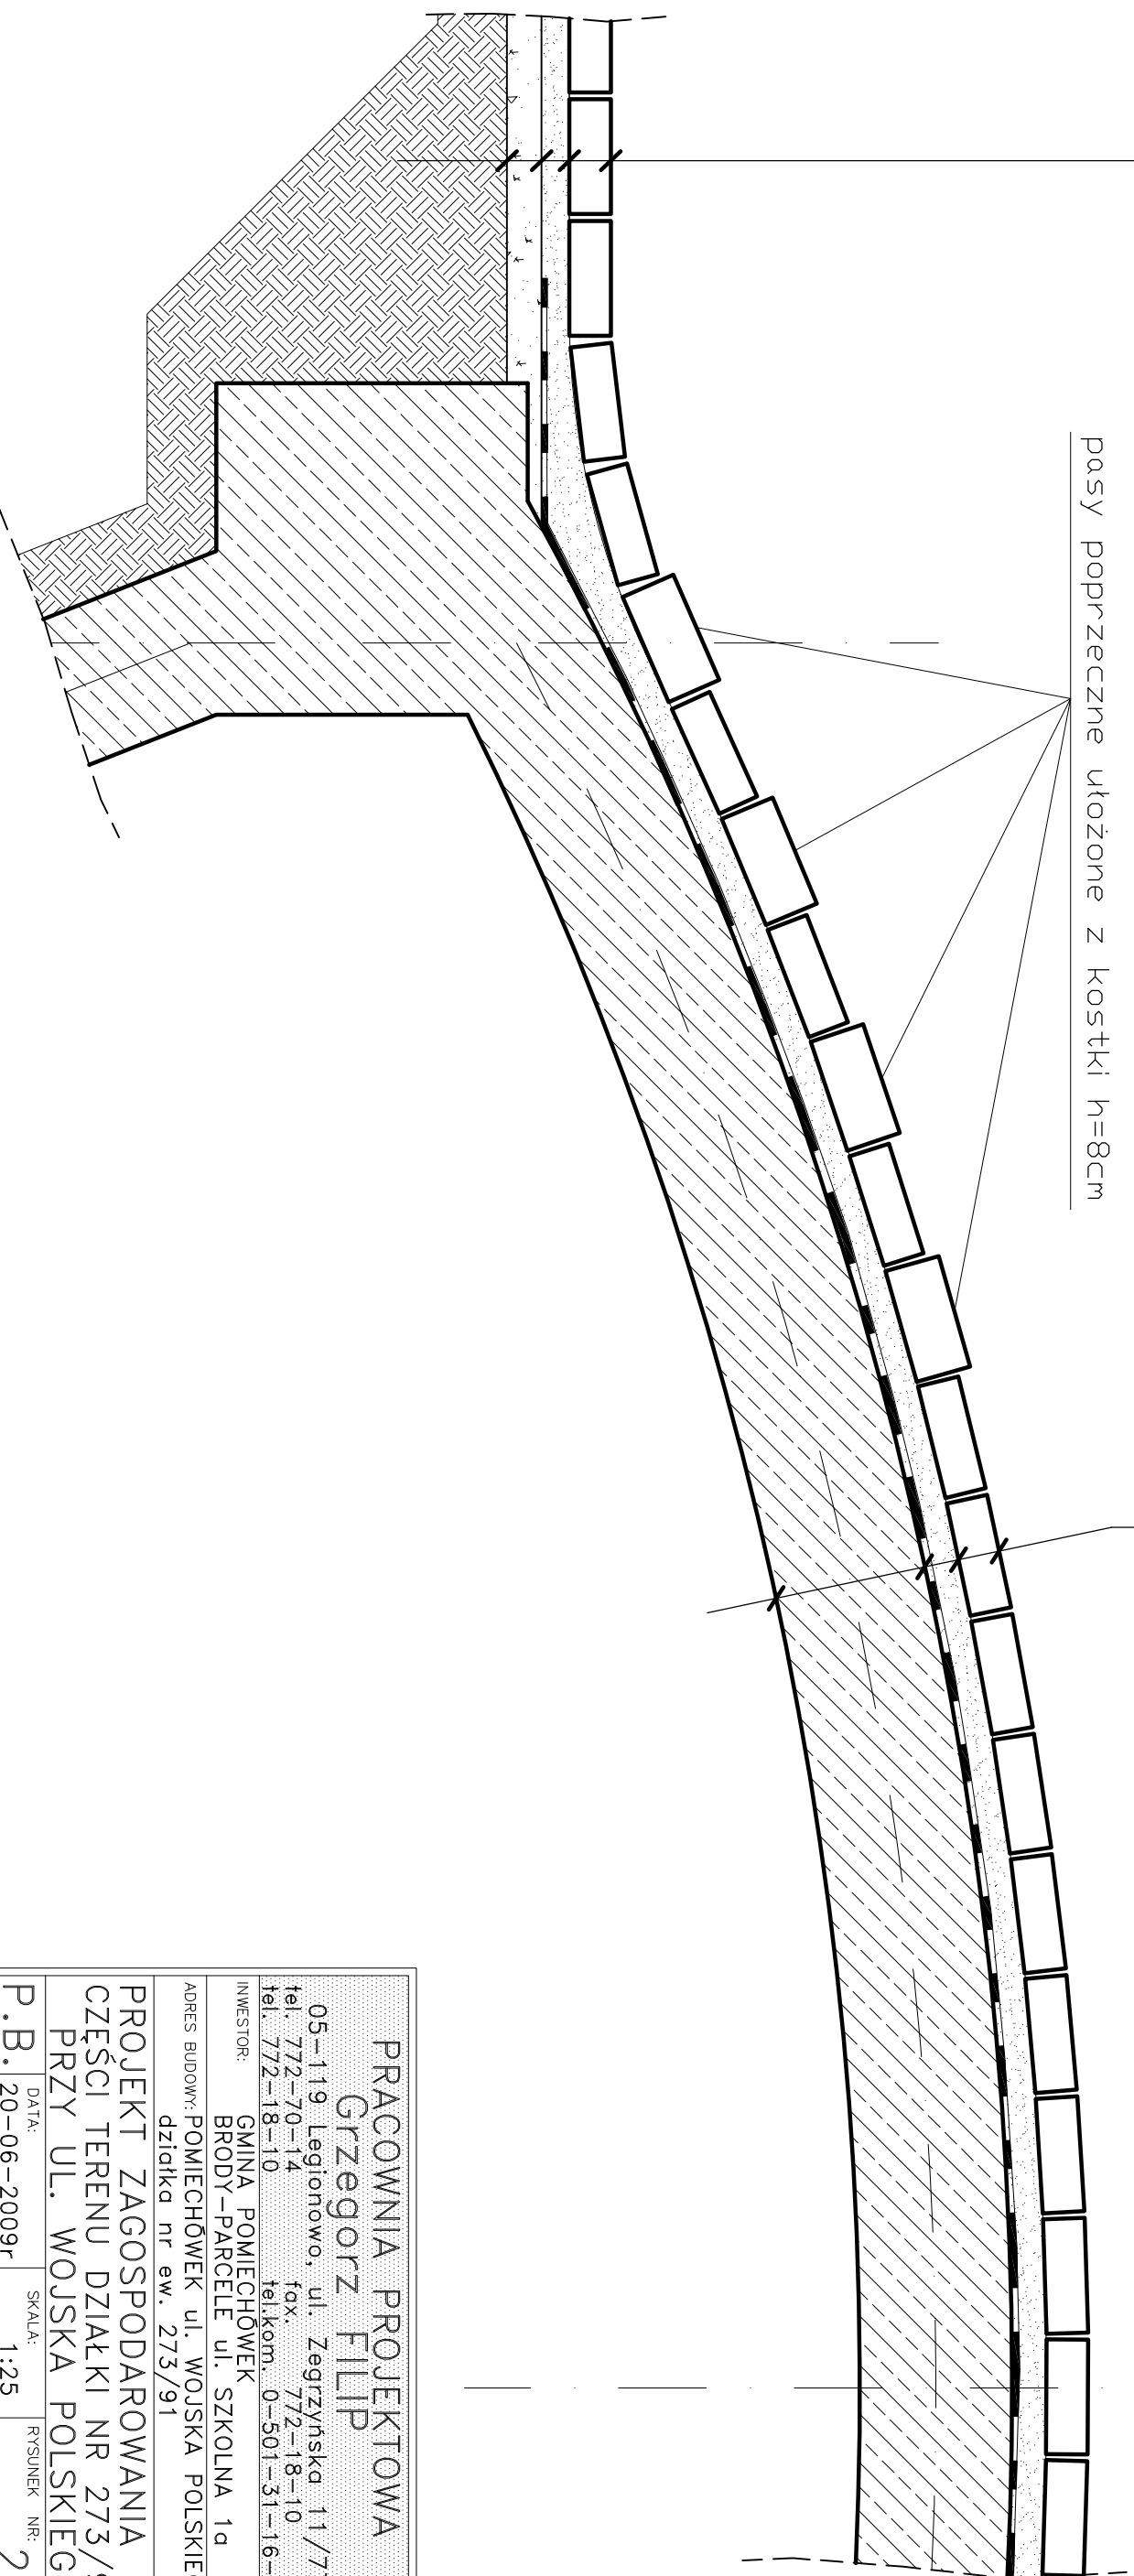 pasy poprzeczne ułożone z kostki h=8cm
PRACOWNIA PROJEKTOWA
Grzegorz FILIP
05-119 Legionowo, ul. Zegrzyńska 11/7
tel. 772-70-14 fax. 772-18-10
tel. 772-18-10 tel.kom. 0-501-31-16-
INWESTOR: GMINA POMIECHÓWEK
BRODY-PARCELE ul. SZKOLNA 1a
ADRES BUDOWY: POMIECHÓWEK ul. WOJSKA
działka nr ew. 273/91
PROJEKT ZAGOSPODAROWANIA
CZĘŚCI TERENU DZIAŁKI NR 273/
PRZY UL. WOJSKA
P.B. DATA: 20-06-2009r SKALA: 1:25 RYSUNEK NR: 2